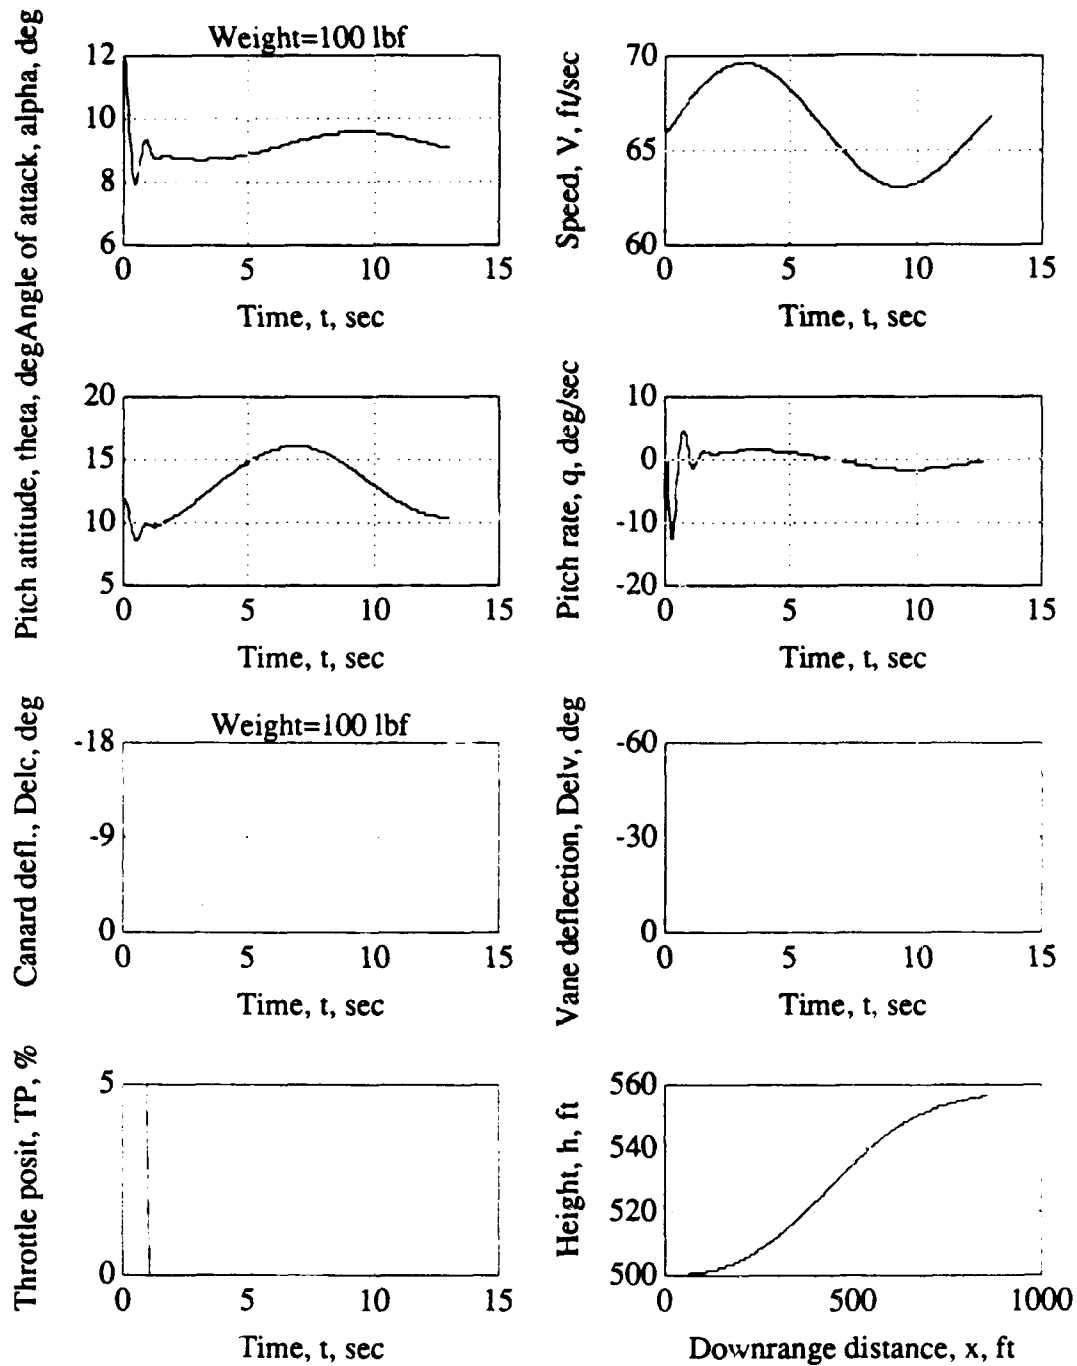 Weight=100 lbf
Angle of attack, alpha, deg
12
10
8
6
0 5 10 15
Time, t, sec
Speed, V, ft/sec
70
65
60
0 5 10 15
Time, t, sec
Pitch attitude, theta, deg
20
15
10
5
0 5 10 15
Time, t, sec
Pitch rate, q, deg/sec
10
0
-10
-20
0 5 10 15
Time, t, sec
Weight=100 lbf
Canard defl., Delc, deg
-18
-9
0
0 5 10 15
Time, t, sec
Vane deflection, Delv, deg
-60
-30
0
0 5 10 15
Time, t, sec
Throttle posit, TP, %
5
0
0 5 10 15
Time, t, sec
Height, h, ft
560
540
520
500
0 500 1000
Downrange distance, x, ft